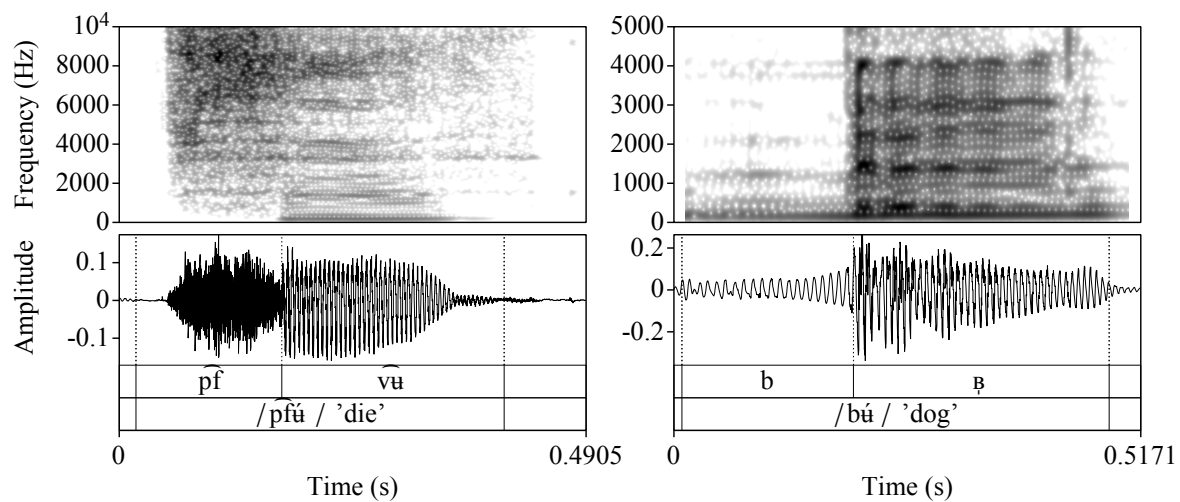 10⁴
8000
6000
4000
2000
0
Frequency (Hz)
0.1
0
-0.1
Amplitude
p͡f
v͡ʉ
/p͡fʉ́ / 'die'
0
0.4905
Time (s)
5000
4000
3000
2000
1000
0
0.2
0
-0.2
b
ʙ̩
/bʉ́ / 'dog'
0
0.5171
Time (s)